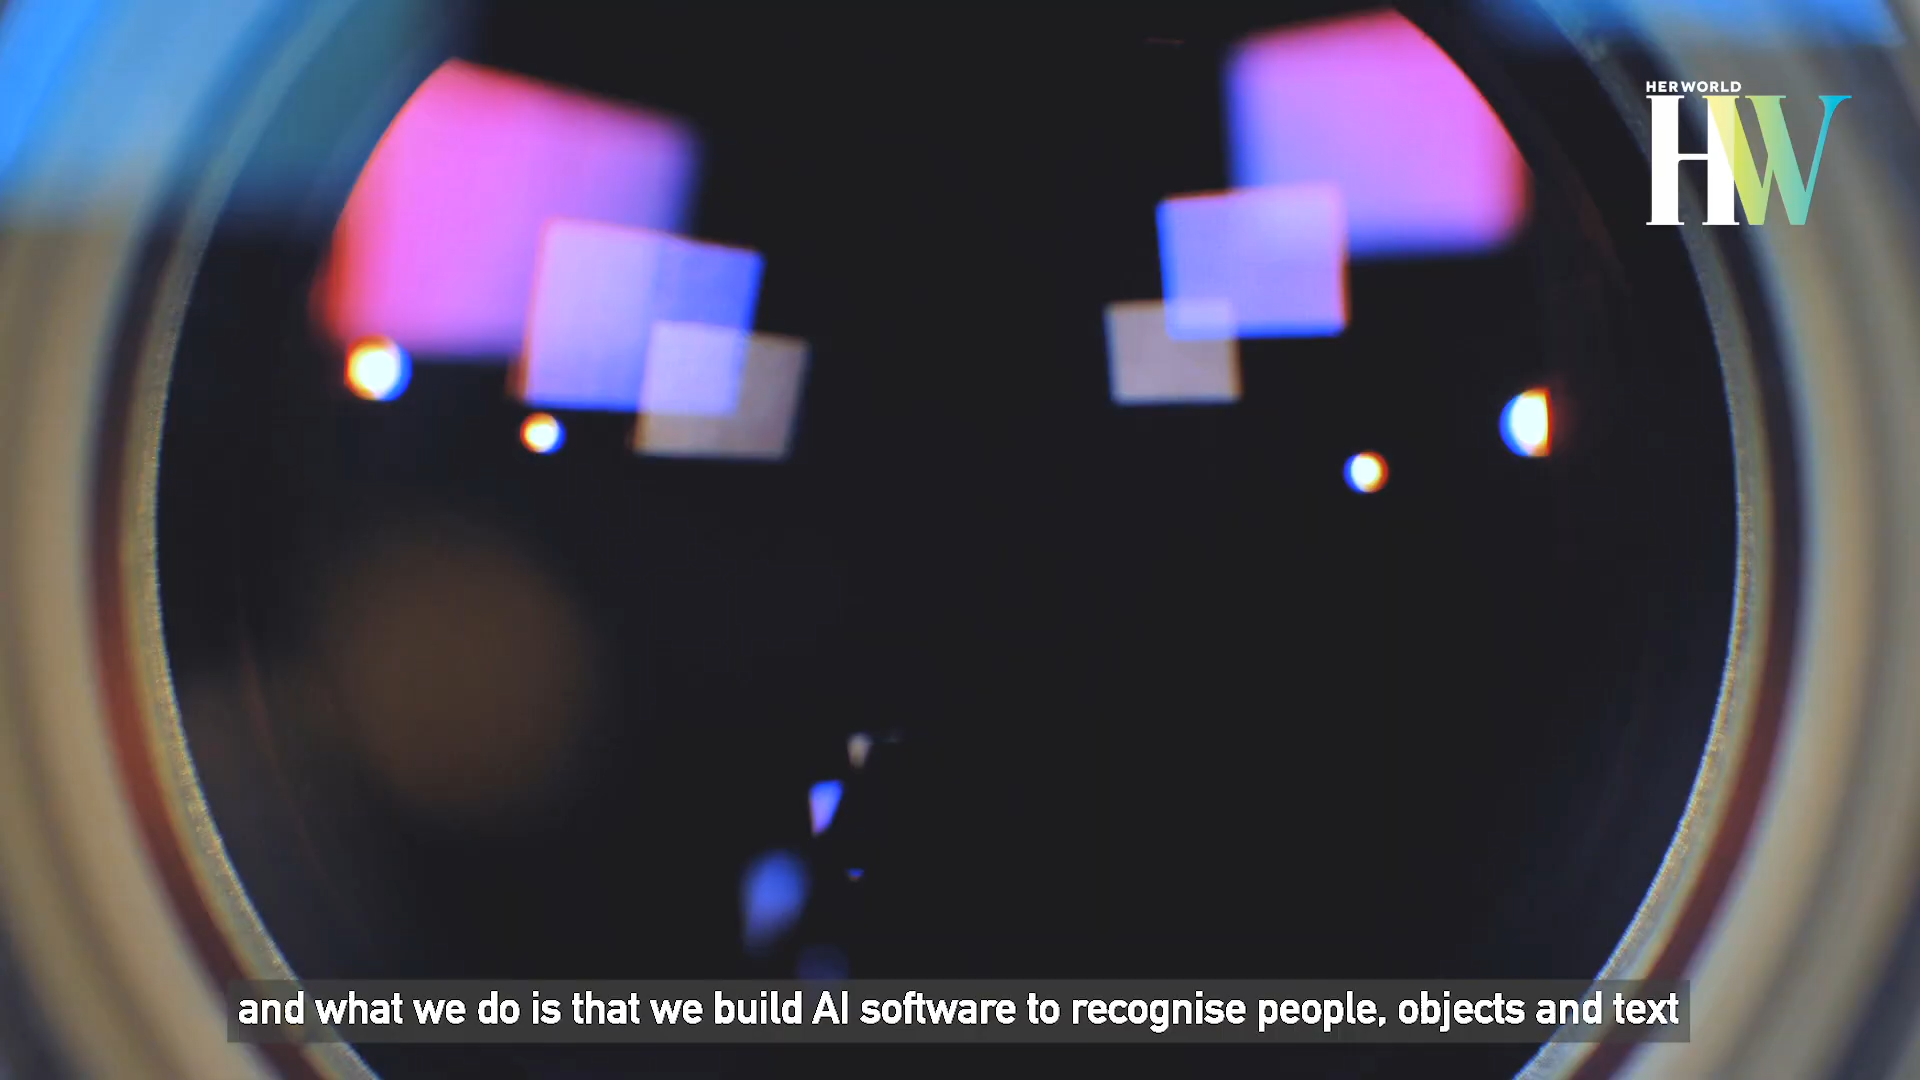 HERWORLD
HW
and what we do is that we build AI software to recognise people, objects and text